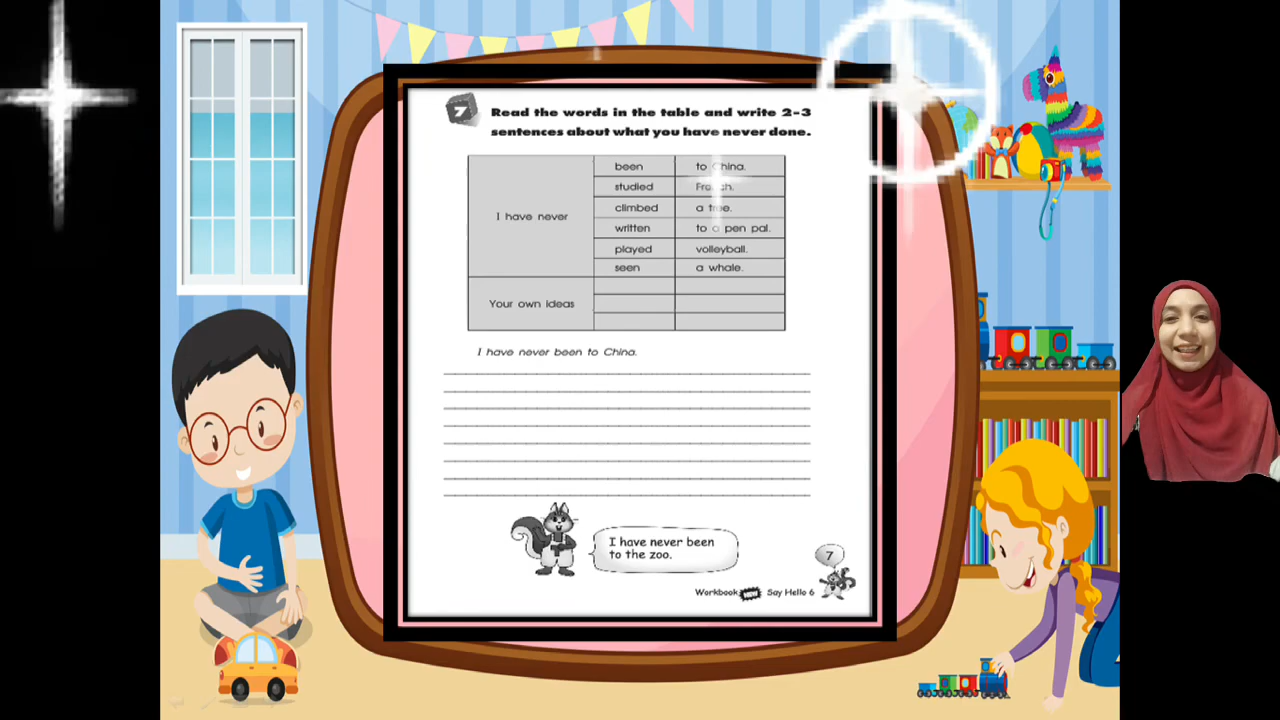 7
Read the words in the table and write 2-3
sentences about what you have never done.
I have never
been to China.
studied French.
climbed a tree.
written to a pen pal.
played volleyball.
seen a whale.
Your own ideas
I have never been to China.
I have never been
to the zoo.
7
Workbook NEW Say Hello 6